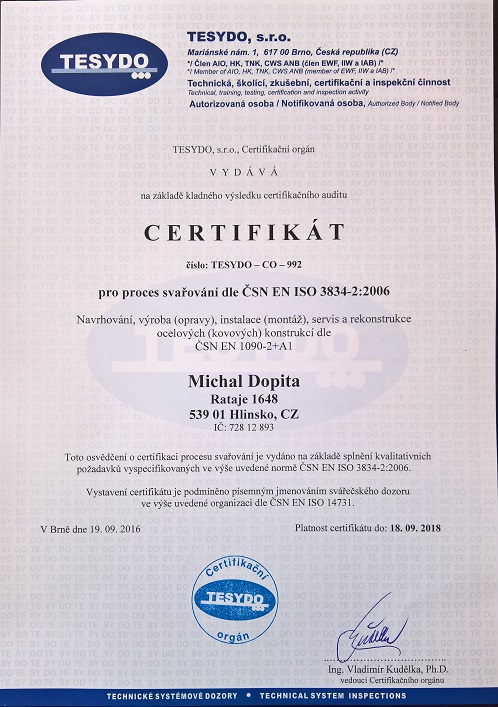 TESYDO
TESYDO, s.r.o.
Mariánské nám. 1, 617 00 Brno, Česká republika (CZ)
"/ Člen AIO, HK, TNK, CWS ANB (člen EWF, IIW a IAB) /"
"/ Member of AIO, HK, TNK, CWS ANB (member of EWF, IIW a IAB) /"
Technická, školicí, zkušební, certifikační a inspekční činnost
Technical, training, testing, certification and inspection activity
Autorizovaná osoba / Notifikovaná osoba, Authorized Body / Notified Body
TESYDO, s.r.o., Certifikační orgán
VYDÁVÁ
na základě kladného výsledku certifikačního auditu
CERTIFIKÁT
číslo: TESYDO – CO – 992
pro proces svařování dle ČSN EN ISO 3834-2:2006
Navrhování, výroba (opravy), instalace (montáž), servis a rekonstrukce
ocelových (kovových) konstrukcí dle
ČSN EN 1090-2+A1
Michal Dopita
Rataje 1648
539 01 Hlinsko, CZ
IČ: 728 12 893
Toto osvědčení o certifikaci procesu svařování je vydáno na základě splnění kvalitativních
požadavků vyspecifikovaných ve výše uvedené normě ČSN EN ISO 3834-2:2006.
Vystavení certifikátu je podmíněno písemným jmenováním svářečského dozoru
ve výše uvedené organizaci dle ČSN EN ISO 14731.
V Brně dne 19. 09. 2016 Platnost certifikátu do: 18. 09. 2018
Certifikační
TESYDO
orgán
Kudělka
Ing. Vladimír Kudělka, Ph.D.
vedoucí Certifikačního orgánu
TECHNICKÉ SYSTÉMOVÉ DOZORY • TECHNICAL SYSTEM INSPECTIONS